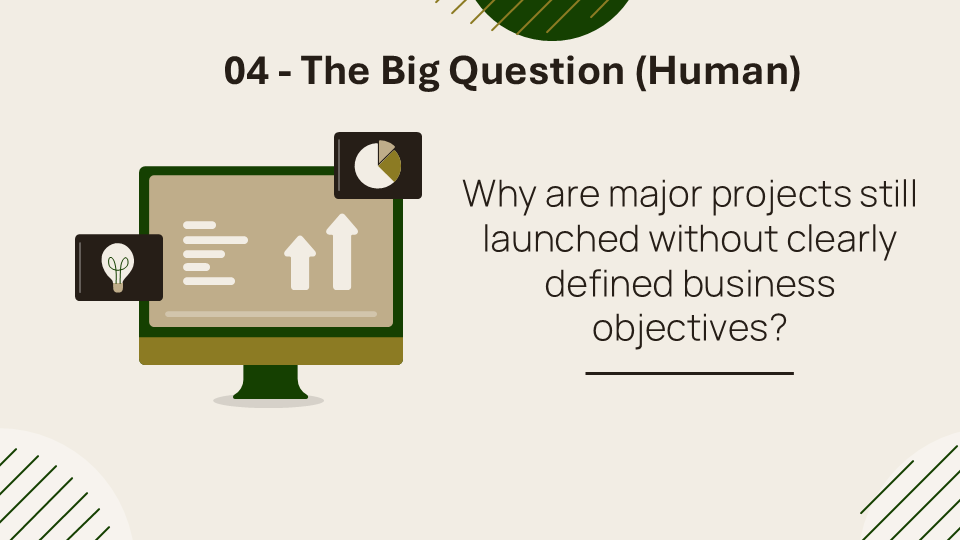 04 - The Big Question (Human)
Why are major projects still
launched without clearly
defined business
objectives?